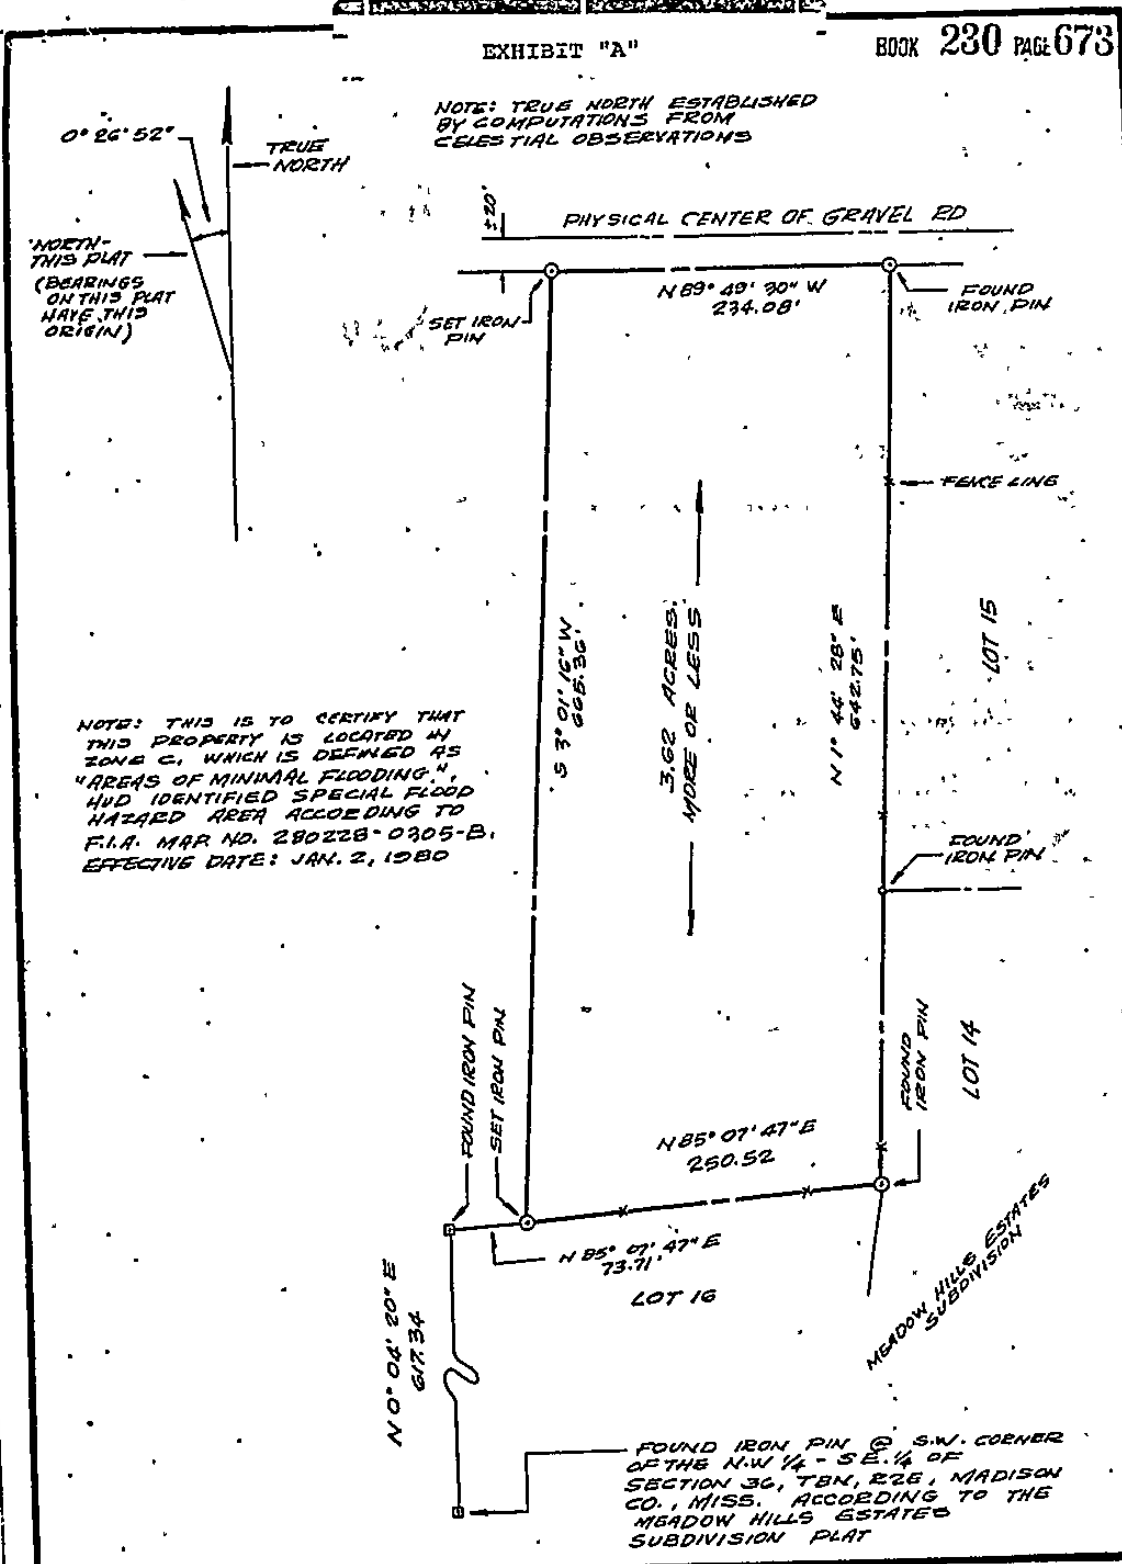 EXHIBIT "A"
BOOK 230 PAGE 673
NOTE: TRUE NORTH ESTABLISHED
BY COMPUTATIONS FROM
CELESTIAL OBSERVATIONS
0° 26' 52"
TRUE
NORTH
NORTH-
THIS PLAT
(BEARINGS
ON THIS PLAT
HAVE THIS
ORIGIN)
±20'
PHYSICAL CENTER OF GRAVEL RD
N 89° 49' 30" W
234.08'
SET IRON
PIN
FOUND
IRON PIN
FENCE LINE
S 3° 01' 16" W
665.36'
3.62 ACRES
MORE OR LESS
N 1° 44' 28" E
642.75'
LOT 15
NOTE: THIS IS TO CERTIFY THAT
THIS PROPERTY IS LOCATED IN
ZONE C, WHICH IS DEFINED AS
"AREAS OF MINIMAL FLOODING",
HUD IDENTIFIED SPECIAL FLOOD
HAZARD AREA ACCORDING TO
F.I.A. MAP NO. 280228-0305-B.
EFFECTIVE DATE: JAN. 2, 1980
FOUND
IRON PIN
FOUND IRON PIN
SET IRON PIN
FOUND
IRON PIN
LOT 14
N 85° 07' 47" E
250.52
N 85° 07' 47" E
73.71'
LOT 16
MEADOW HILLS ESTATES
SUBDIVISION
N 0° 04' 20" E
617.34
FOUND IRON PIN @ S.W. CORNER
OF THE N.W 1/4 - S.E. 1/4 OF
SECTION 36, T8N, R2E, MADISON
CO., MISS. ACCORDING TO THE
MEADOW HILLS ESTATES
SUBDIVISION PLAT